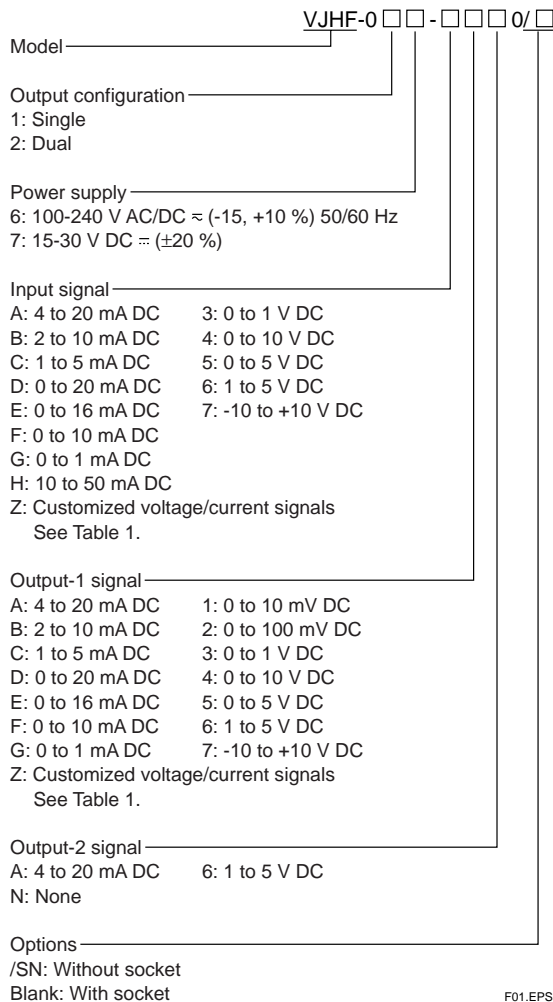 VJHF-0□□-□□□0/□
Model
Output configuration
1: Single
2: Dual
Power supply
6: 100-240 V AC/DC ≂ (-15, +10 %) 50/60 Hz
7: 15-30 V DC ⎓ (±20 %)
Input signal
A: 4 to 20 mA DC 3: 0 to 1 V DC
B: 2 to 10 mA DC 4: 0 to 10 V DC
C: 1 to 5 mA DC 5: 0 to 5 V DC
D: 0 to 20 mA DC 6: 1 to 5 V DC
E: 0 to 16 mA DC 7: -10 to +10 V DC
F: 0 to 10 mA DC
G: 0 to 1 mA DC
H: 10 to 50 mA DC
Z: Customized voltage/current signals
See Table 1.
Output-1 signal
A: 4 to 20 mA DC 1: 0 to 10 mV DC
B: 2 to 10 mA DC 2: 0 to 100 mV DC
C: 1 to 5 mA DC 3: 0 to 1 V DC
D: 0 to 20 mA DC 4: 0 to 10 V DC
E: 0 to 16 mA DC 5: 0 to 5 V DC
F: 0 to 10 mA DC 6: 1 to 5 V DC
G: 0 to 1 mA DC 7: -10 to +10 V DC
Z: Customized voltage/current signals
See Table 1.
Output-2 signal
A: 4 to 20 mA DC 6: 1 to 5 V DC
N: None
Options
/SN: Without socket
Blank: With socket
F01.EPS